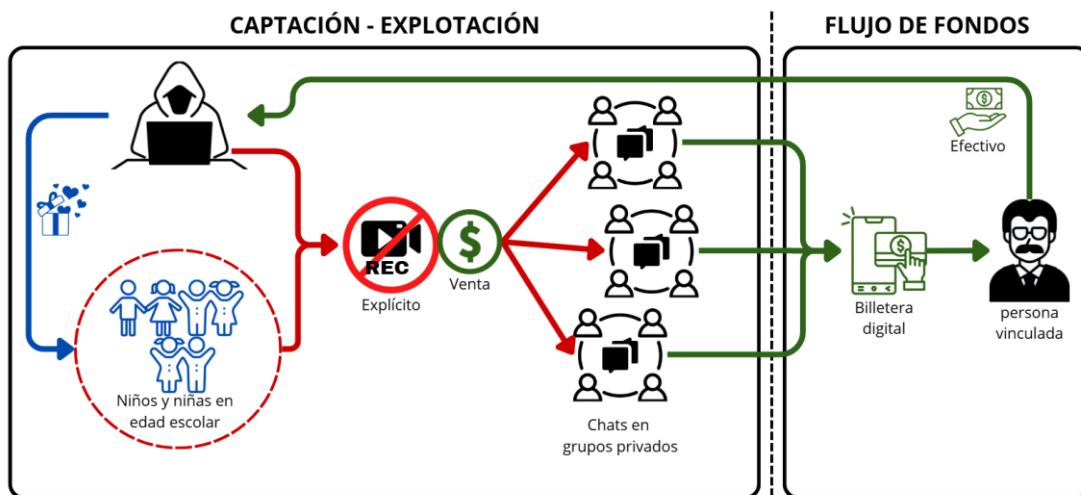 CAPTACIÓN - EXPLOTACIÓN
FLUJO DE FONDOS
Efectivo
REC
Explícito
$
Venta
$
$
Billetera
digital
persona
vinculada
Niños y niñas en
edad escolar
Chats en
grupos privados